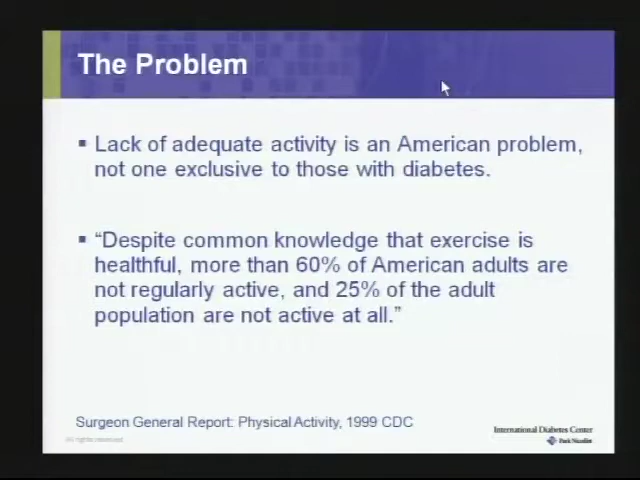 The Problem
▪ Lack of adequate activity is an American problem,
not one exclusive to those with diabetes.
▪ “Despite common knowledge that exercise is
healthful, more than 60% of American adults are
not regularly active, and 25% of the adult
population are not active at all.”
Surgeon General Report: Physical Activity, 1999 CDC
International Diabetes Center
All rights reserved
Park Nicollet